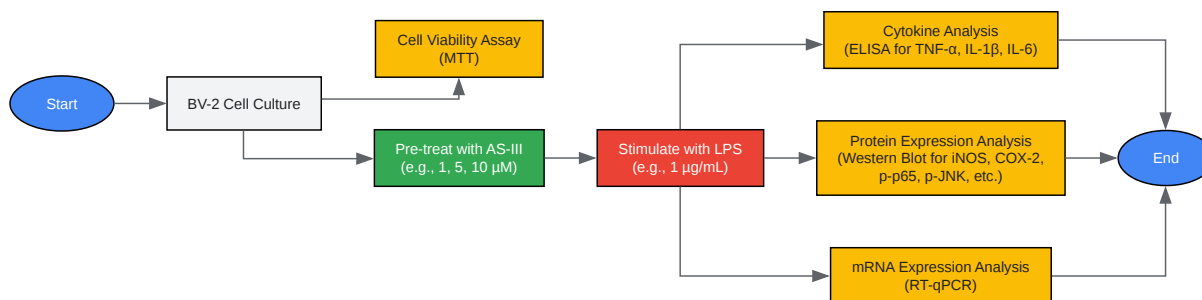 Start
BV-2 Cell Culture
Cell Viability Assay
(MTT)
Pre-treat with AS-III
(e.g., 1, 5, 10 µM)
Stimulate with LPS
(e.g., 1 µg/mL)
Cytokine Analysis
(ELISA for TNF-α, IL-1β, IL-6)
Protein Expression Analysis
(Western Blot for iNOS, COX-2,
p-p65, p-JNK, etc.)
mRNA Expression Analysis
(RT-qPCR)
End